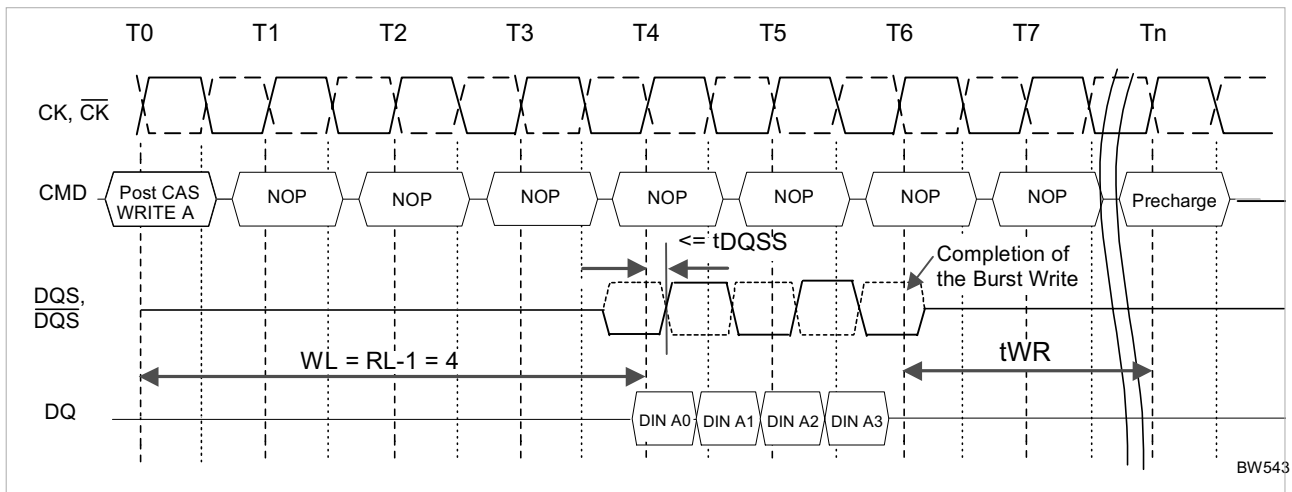 T0 T1 T2 T3 T4 T5 T6 T7 Tn
CK, CK
CMD
Post CAS
WRITE A
NOP NOP NOP NOP NOP NOP NOP Precharge
<= tDQSS
Completion of
the Burst Write
DQS,
DQS
WL = RL-1 = 4
tWR
DQ
DIN A0 DIN A1 DIN A2 DIN A3
BW543